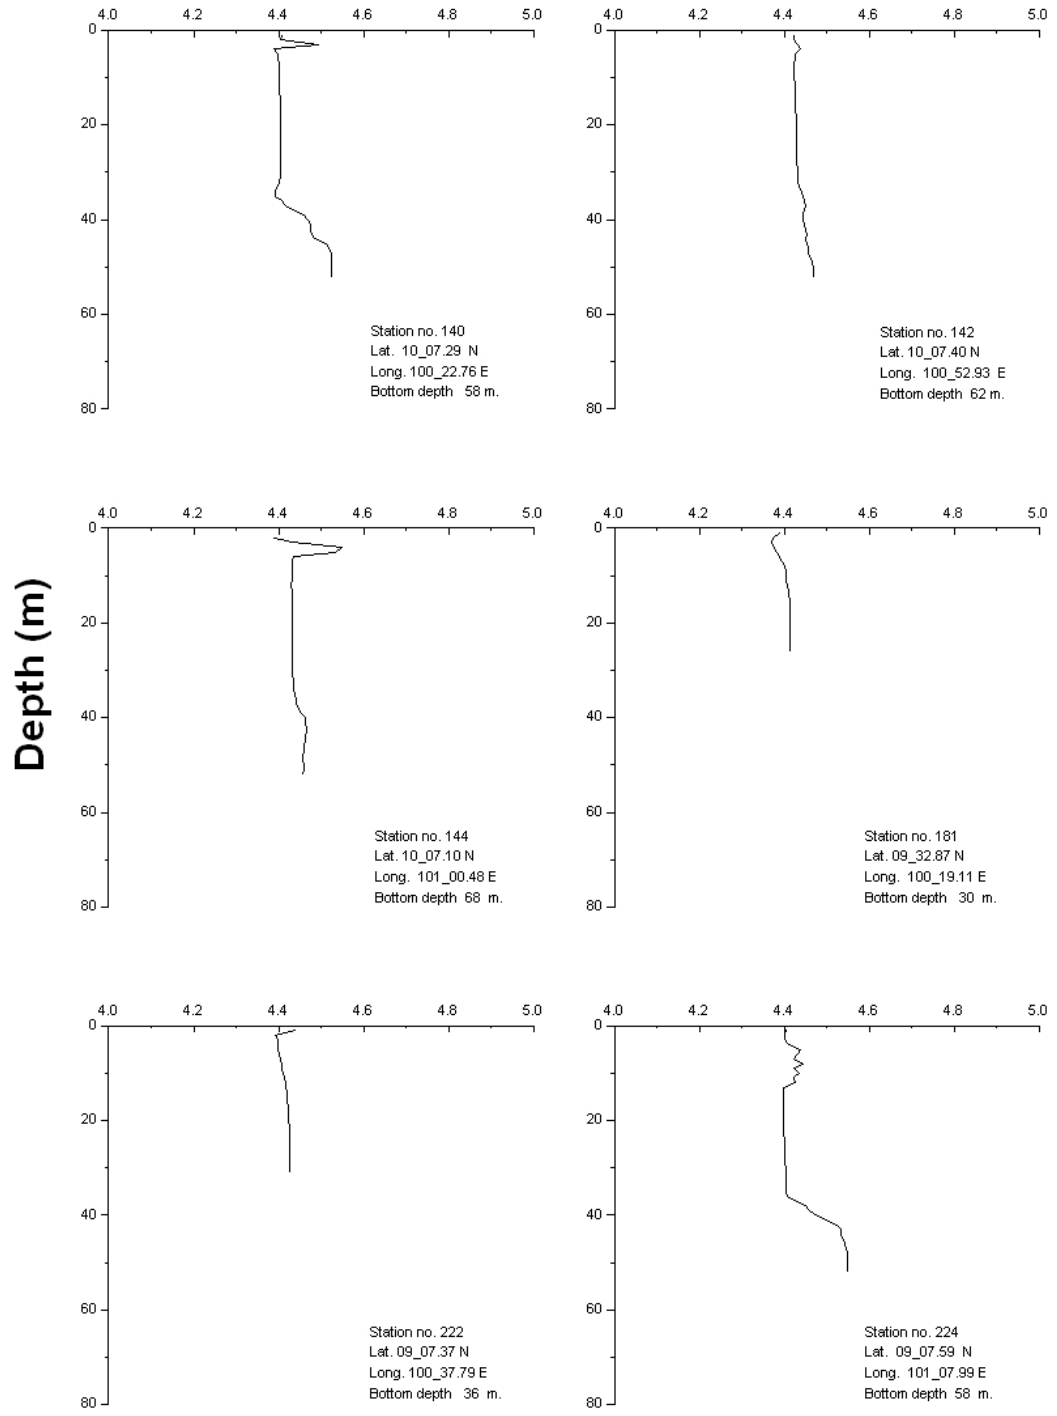 4.0 4.2 4.4 4.6 4.8 5.0
0
20
40
60
80
Station no. 140
Lat. 10_07.29 N
Long. 100_22.76 E
Bottom depth 58 m.
4.0 4.2 4.4 4.6 4.8 5.0
0
20
40
60
80
Station no. 142
Lat. 10_07.40 N
Long. 100_52.93 E
Bottom depth 62 m.
Depth (m)
4.0 4.2 4.4 4.6 4.8 5.0
0
20
40
60
80
Station no. 144
Lat. 10_07.10 N
Long. 101_00.48 E
Bottom depth 68 m.
4.0 4.2 4.4 4.6 4.8 5.0
0
20
40
60
80
Station no. 181
Lat. 09_32.87 N
Long. 100_19.11 E
Bottom depth 30 m.
4.0 4.2 4.4 4.6 4.8 5.0
0
20
40
60
80
Station no. 222
Lat. 09_07.37 N
Long. 100_37.79 E
Bottom depth 36 m.
4.0 4.2 4.4 4.6 4.8 5.0
0
20
40
60
80
Station no. 224
Lat. 09_07.59 N
Long. 101_07.99 E
Bottom depth 58 m.